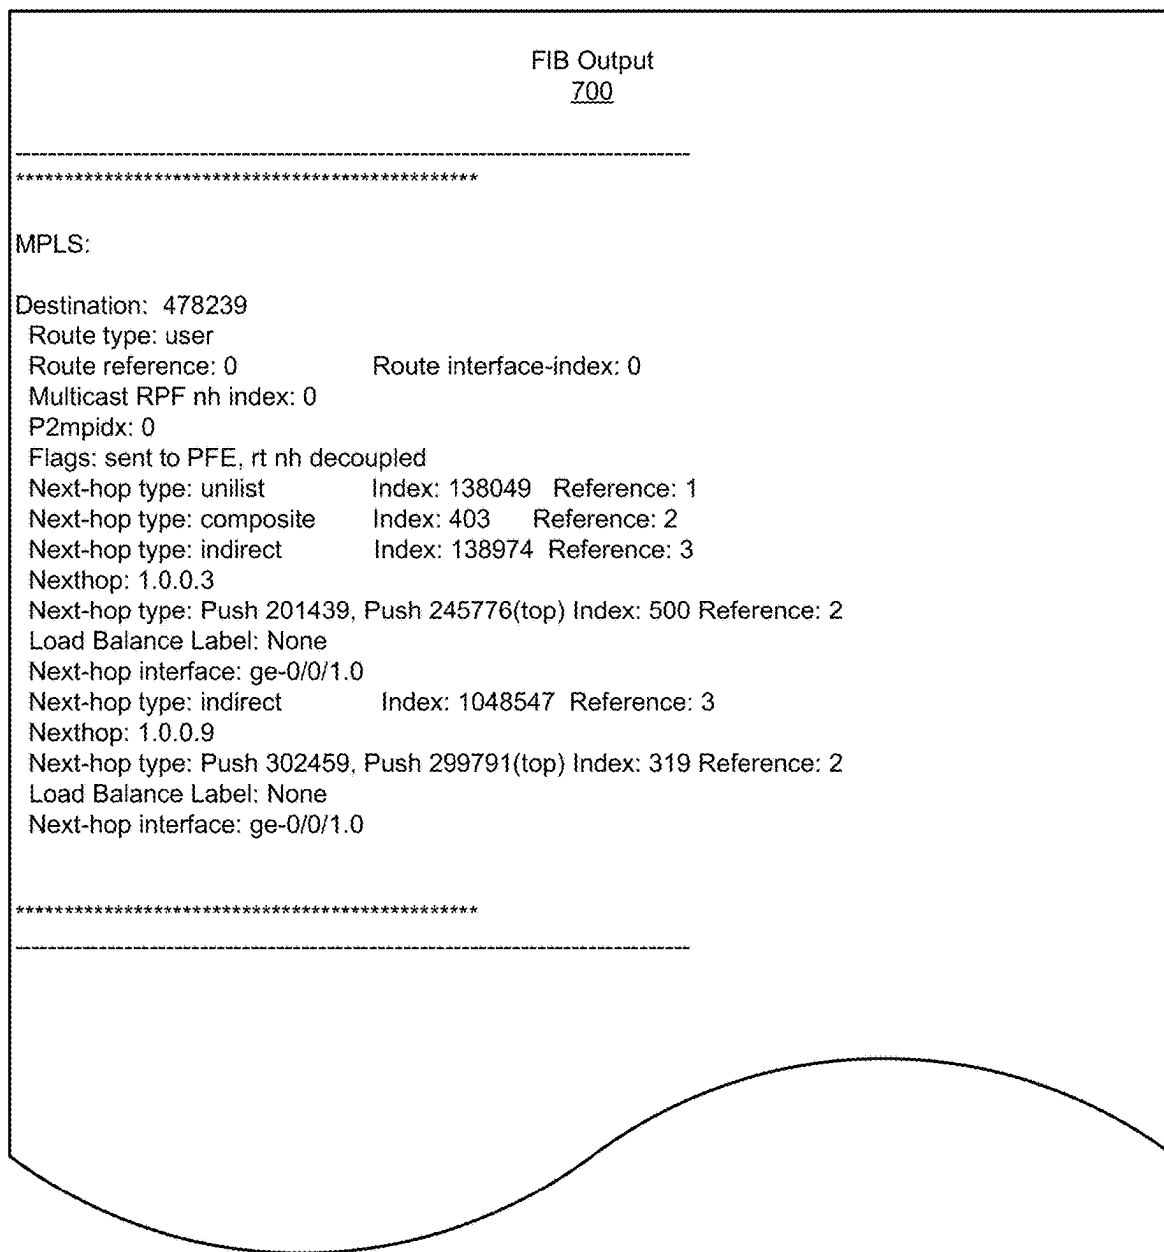 FIB Output
700
--------------------------------------------------------------------------------
************************************************
MPLS:
Destination: 478239
Route type: user
Route reference: 0 Route interface-index: 0
Multicast RPF nh index: 0
P2mpidx: 0
Flags: sent to PFE, rt nh decoupled
Next-hop type: unilist Index: 138049 Reference: 1
Next-hop type: composite Index: 403 Reference: 2
Next-hop type: indirect Index: 138974 Reference: 3
Nexthop: 1.0.0.3
Next-hop type: Push 201439, Push 245776(top) Index: 500 Reference: 2
Load Balance Label: None
Next-hop interface: ge-0/0/1.0
Next-hop type: indirect Index: 1048547 Reference: 3
Nexthop: 1.0.0.9
Next-hop type: Push 302459, Push 299791(top) Index: 319 Reference: 2
Load Balance Label: None
Next-hop interface: ge-0/0/1.0
************************************************
--------------------------------------------------------------------------------